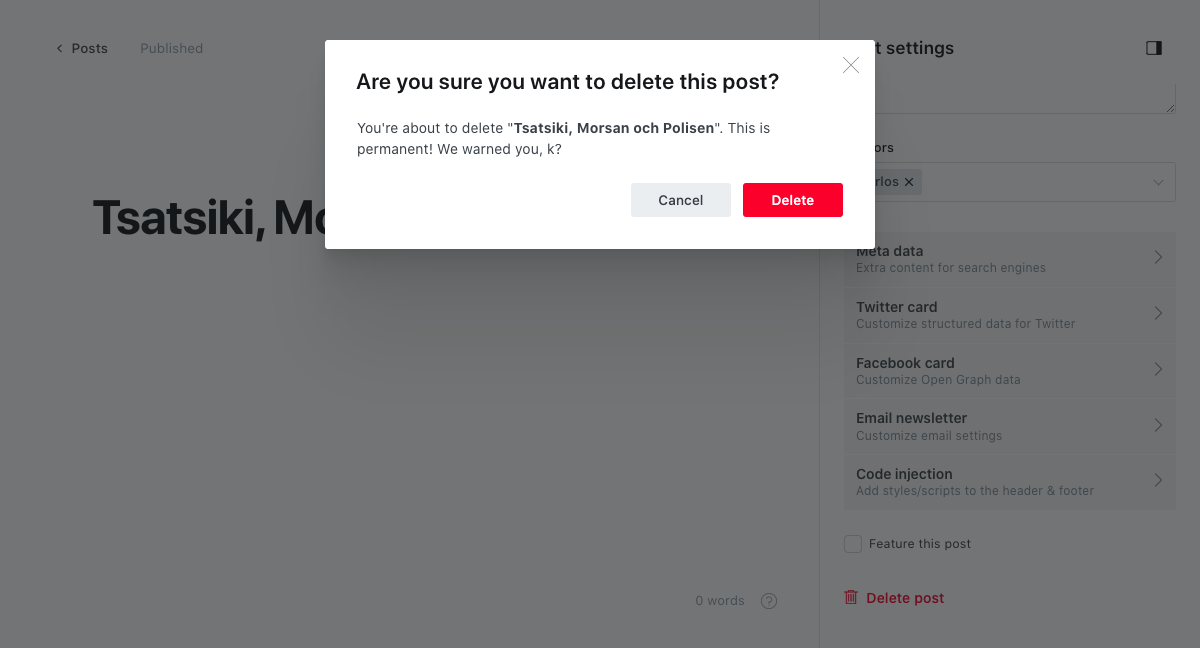 Posts
Published
Are you sure you want to delete this post?
You're about to delete "Tsatsiki, Morsan och Polisen". This is
permanent! We warned you, k?
Cancel
Delete
Tsatsiki, Mo
t settings
ors
rlos
Meta data
Extra content for search engines
Twitter card
Customize structured data for Twitter
Facebook card
Customize Open Graph data
Email newsletter
Customize email settings
Code injection
Add styles/scripts to the header & footer
Feature this post
0 words ?
Delete post